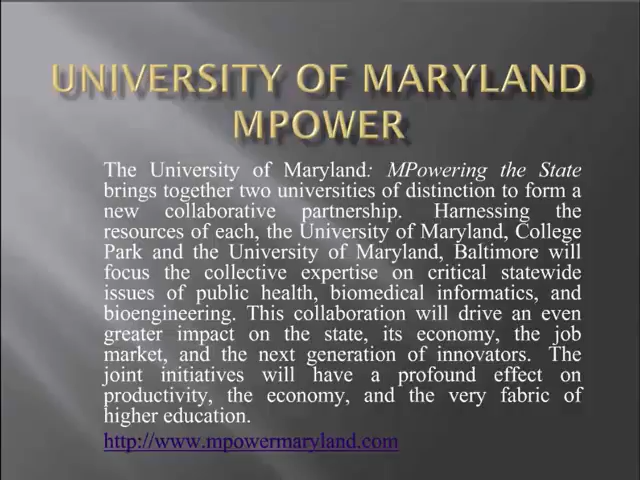 UNIVERSITY OF MARYLAND
MPOWER
The University of Maryland: MPowering the State
brings together two universities of distinction to form a
new collaborative partnership. Harnessing the
resources of each, the University of Maryland, College
Park and the University of Maryland, Baltimore will
focus the collective expertise on critical statewide
issues of public health, biomedical informatics, and
bioengineering. This collaboration will drive an even
greater impact on the state, its economy, the job
market, and the next generation of innovators. The
joint initiatives will have a profound effect on
productivity, the economy, and the very fabric of
higher education.
http://www.mpowermaryland.com